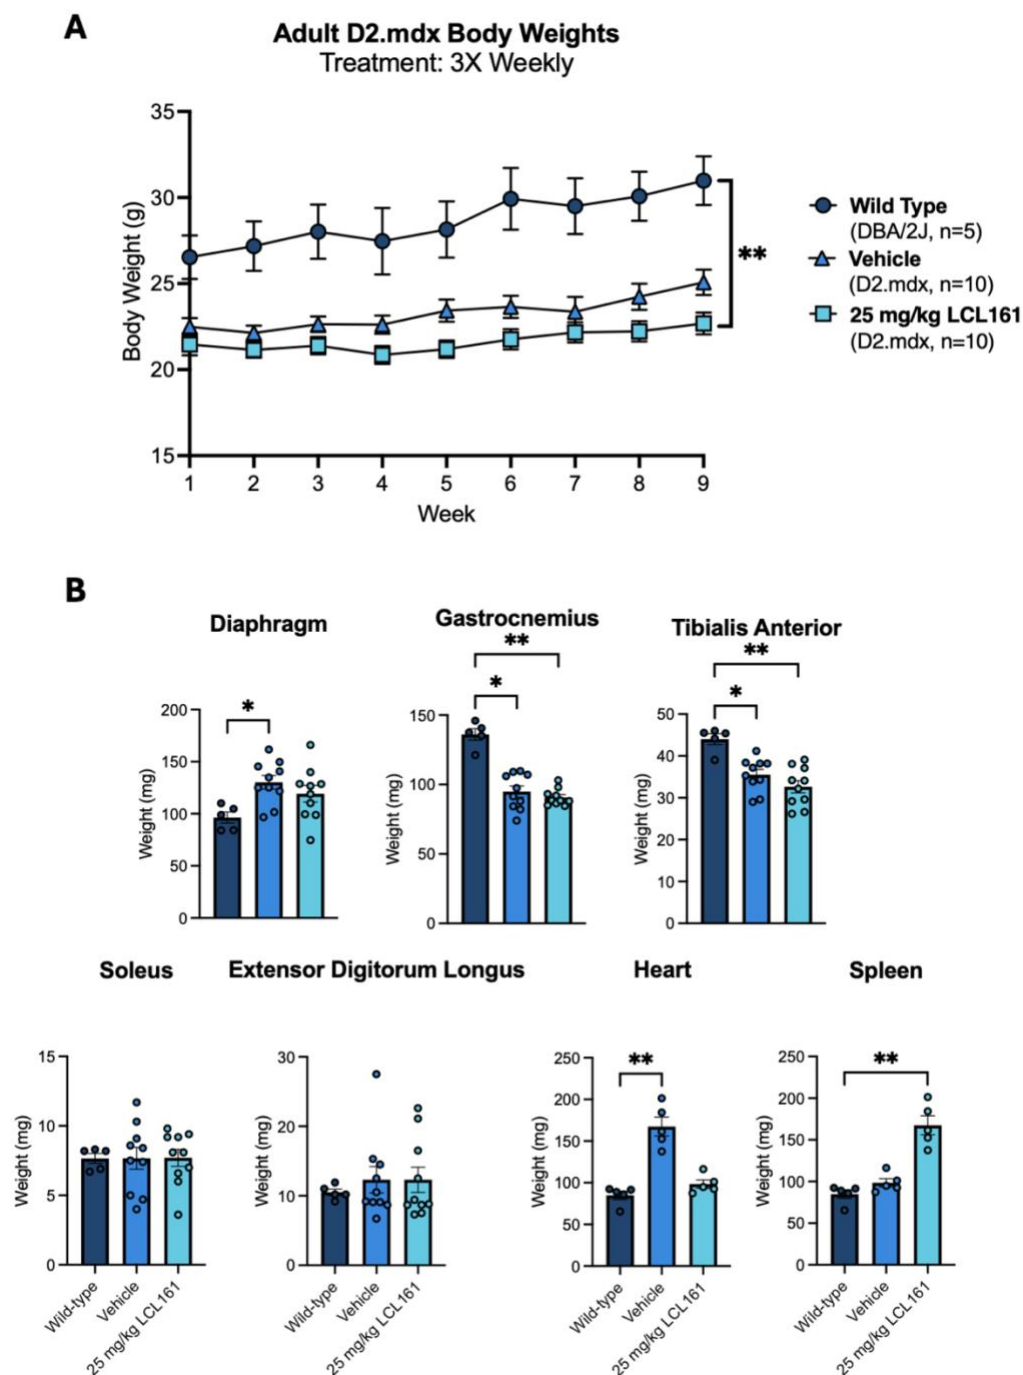 A
Adult D2.mdx Body Weights
Treatment: 3X Weekly
35
30
25
20
15
Body Weight (g)
1 2 3 4 5 6 7 8 9
Week
**
Wild Type
(DBA/2J, n=5)
Vehicle
(D2.mdx, n=10)
25 mg/kg LCL161
(D2.mdx, n=10)
B
Diaphragm
*
200
150
100
50
0
Weight (mg)
Gastrocnemius
**
*
150
100
50
0
Weight (mg)
Tibialis Anterior
**
*
50
40
30
20
10
0
Weight (mg)
Soleus
15
10
5
0
Weight (mg)
Wild-type
Vehicle
25 mg/kg LCL161
Extensor Digitorum Longus
30
20
10
0
Weight (mg)
Wild-type
Vehicle
25 mg/kg LCL161
Heart
**
250
200
150
100
50
0
Weight (mg)
Wild-type
Vehicle
25 mg/kg LCL161
Spleen
**
250
200
150
100
50
0
Weight (mg)
Wild-type
Vehicle
25 mg/kg LCL161